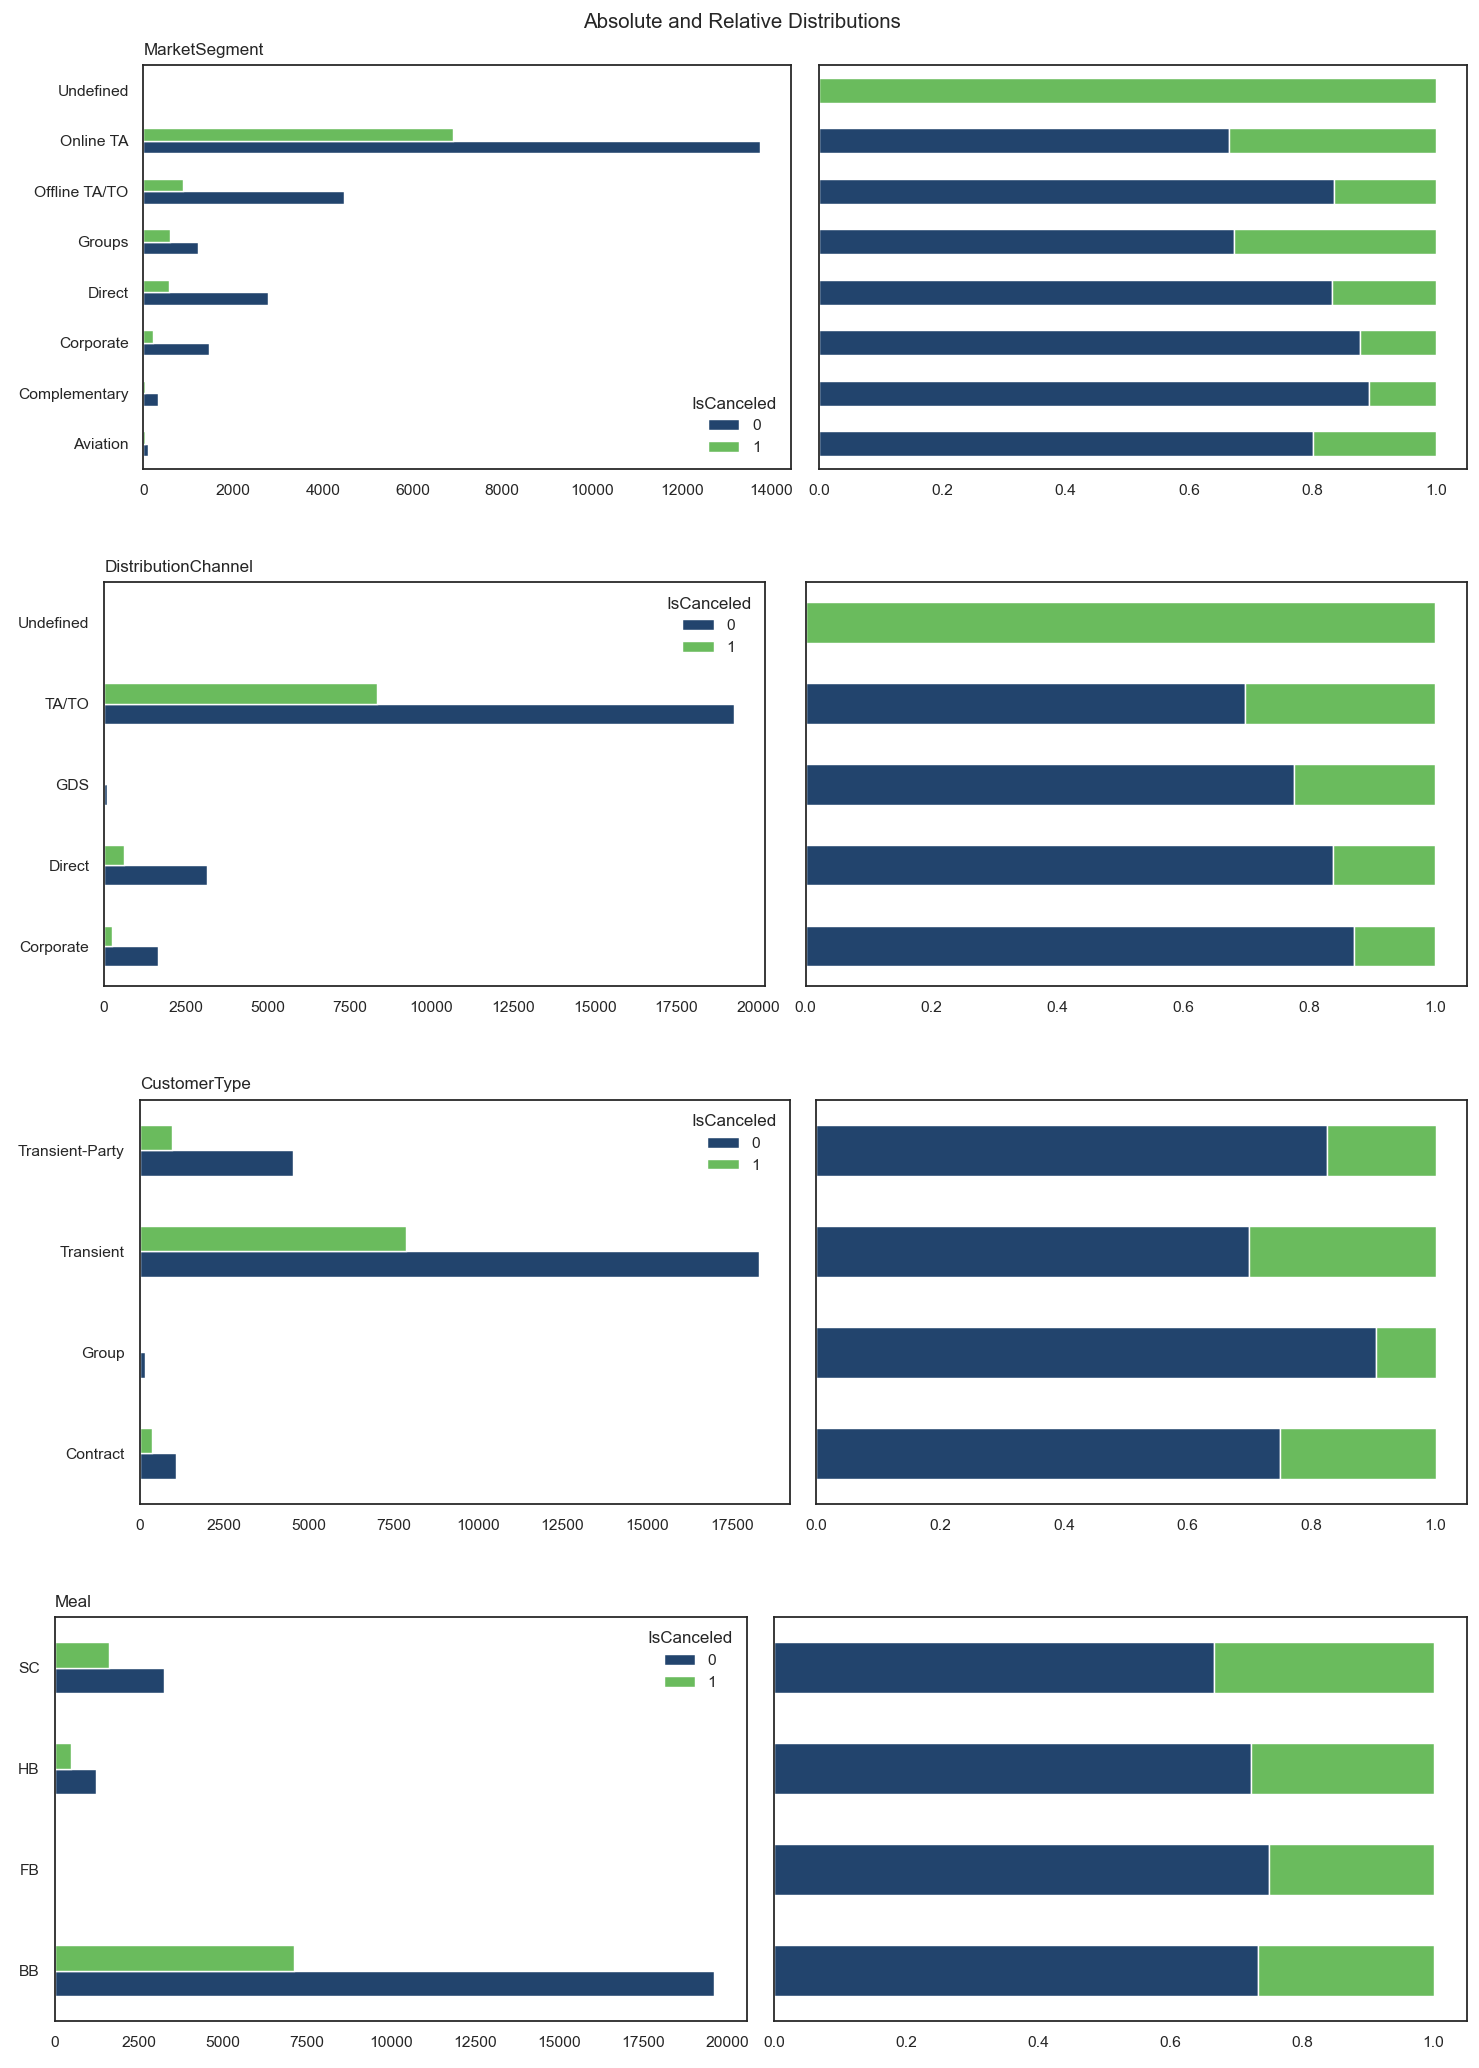 Absolute and Relative Distributions
MarketSegment
Undefined
Online TA
Offline TA/TO
Groups
Direct
Corporate
Complementary
Aviation
IsCanceled
0
1
0 2000 4000 6000 8000 10000 12000 14000
0.0 0.2 0.4 0.6 0.8 1.0
DistributionChannel
Undefined
TA/TO
GDS
Direct
Corporate
IsCanceled
0
1
0 2500 5000 7500 10000 12500 15000 17500 20000
0.0 0.2 0.4 0.6 0.8 1.0
CustomerType
Transient-Party
Transient
Group
Contract
IsCanceled
0
1
0 2500 5000 7500 10000 12500 15000 17500
0.0 0.2 0.4 0.6 0.8 1.0
Meal
SC
HB
FB
BB
IsCanceled
0
1
0 2500 5000 7500 10000 12500 15000 17500 20000
0.0 0.2 0.4 0.6 0.8 1.0